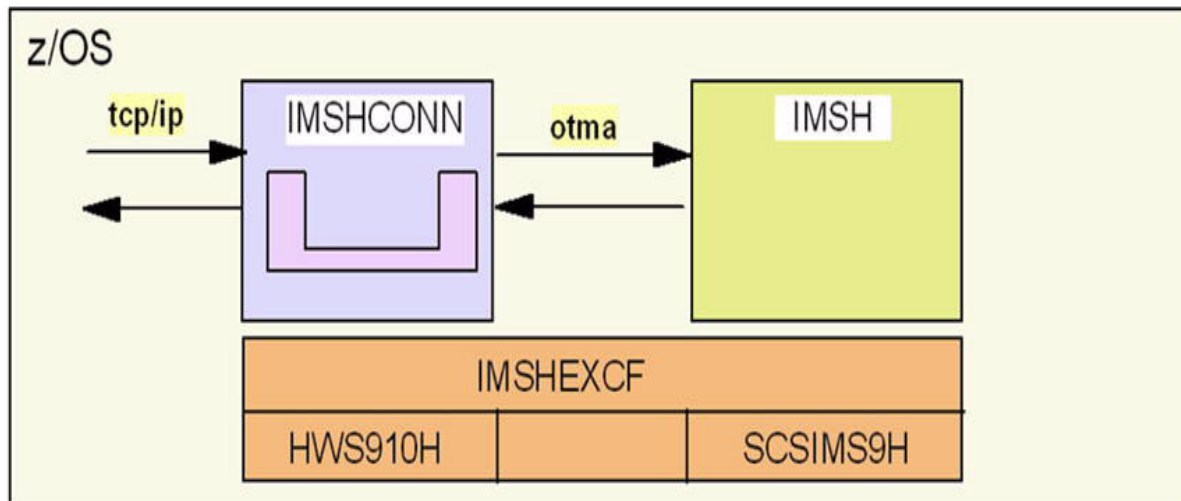 z/OS
tcp/ip
IMSHCONN
otma
IMSH
IMSHEXCF
HWS910H
SCSIMS9H